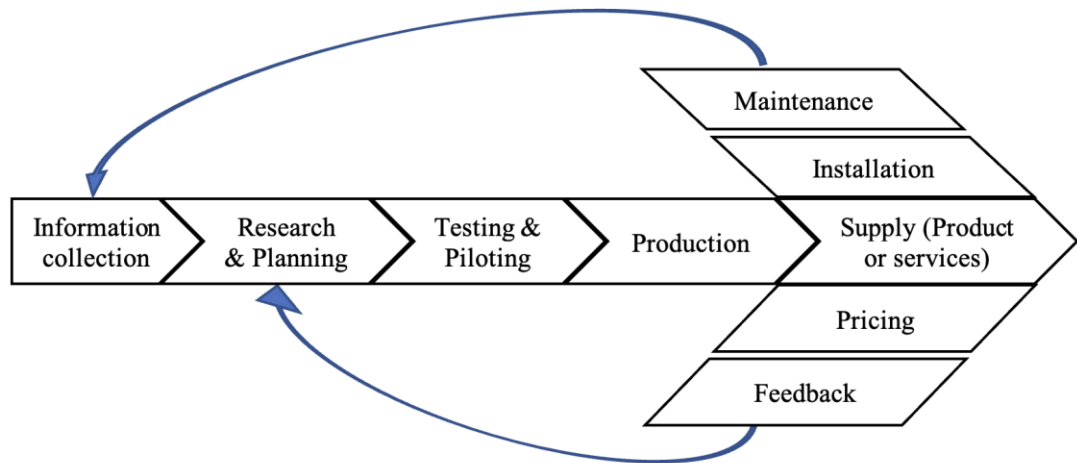 Maintenance
Installation
Information
collection
Research
& Planning
Testing &
Piloting
Production
Supply (Product
or services)
Pricing
Feedback